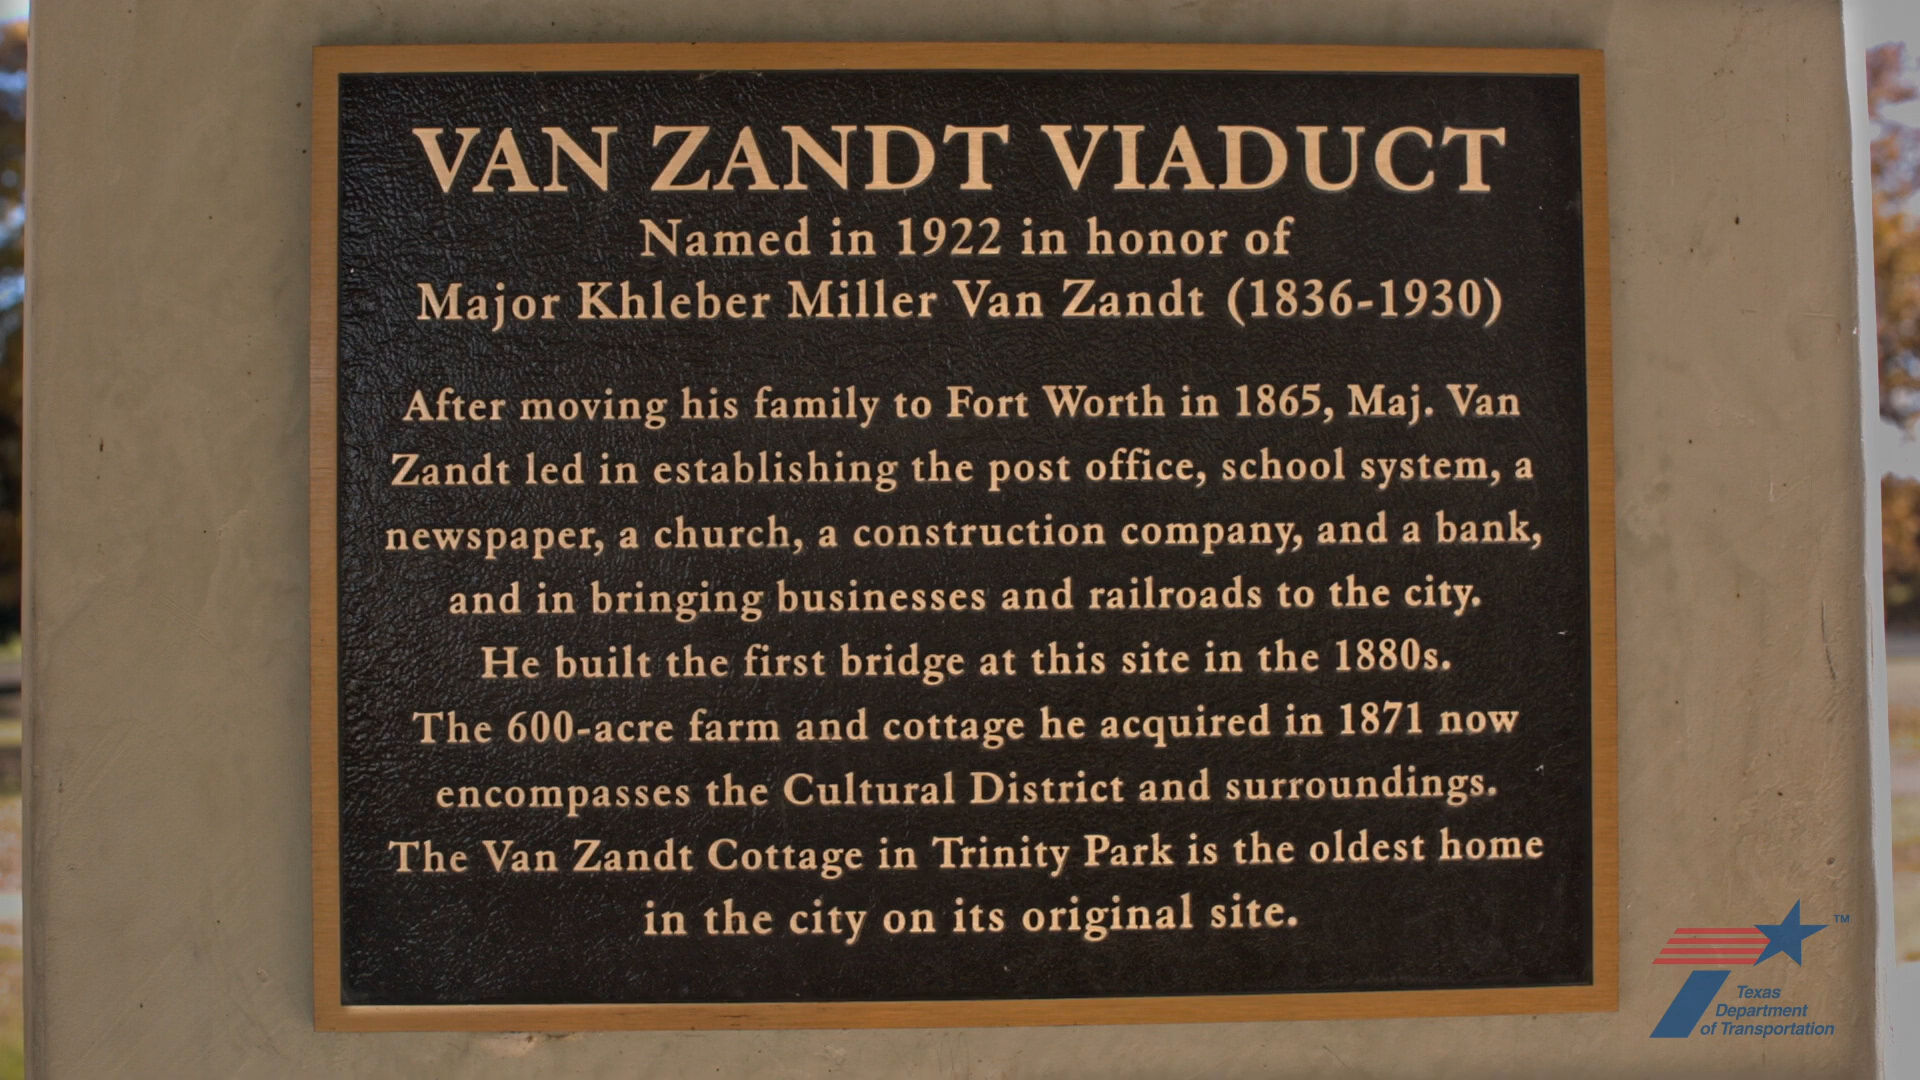 VAN ZANDT VIADUCT
Named in 1922 in honor of
Major Khleber Miller Van Zandt (1836-1930)
After moving his family to Fort Worth in 1865, Maj. Van
Zandt led in establishing the post office, school system, a
newspaper, a church, a construction company, and a bank,
and in bringing businesses and railroads to the city.
He built the first bridge at this site in the 1880s.
The 600-acre farm and cottage he acquired in 1871 now
encompasses the Cultural District and surroundings.
The Van Zandt Cottage in Trinity Park is the oldest home
in the city on its original site.
TM
Texas
Department
of Transportation